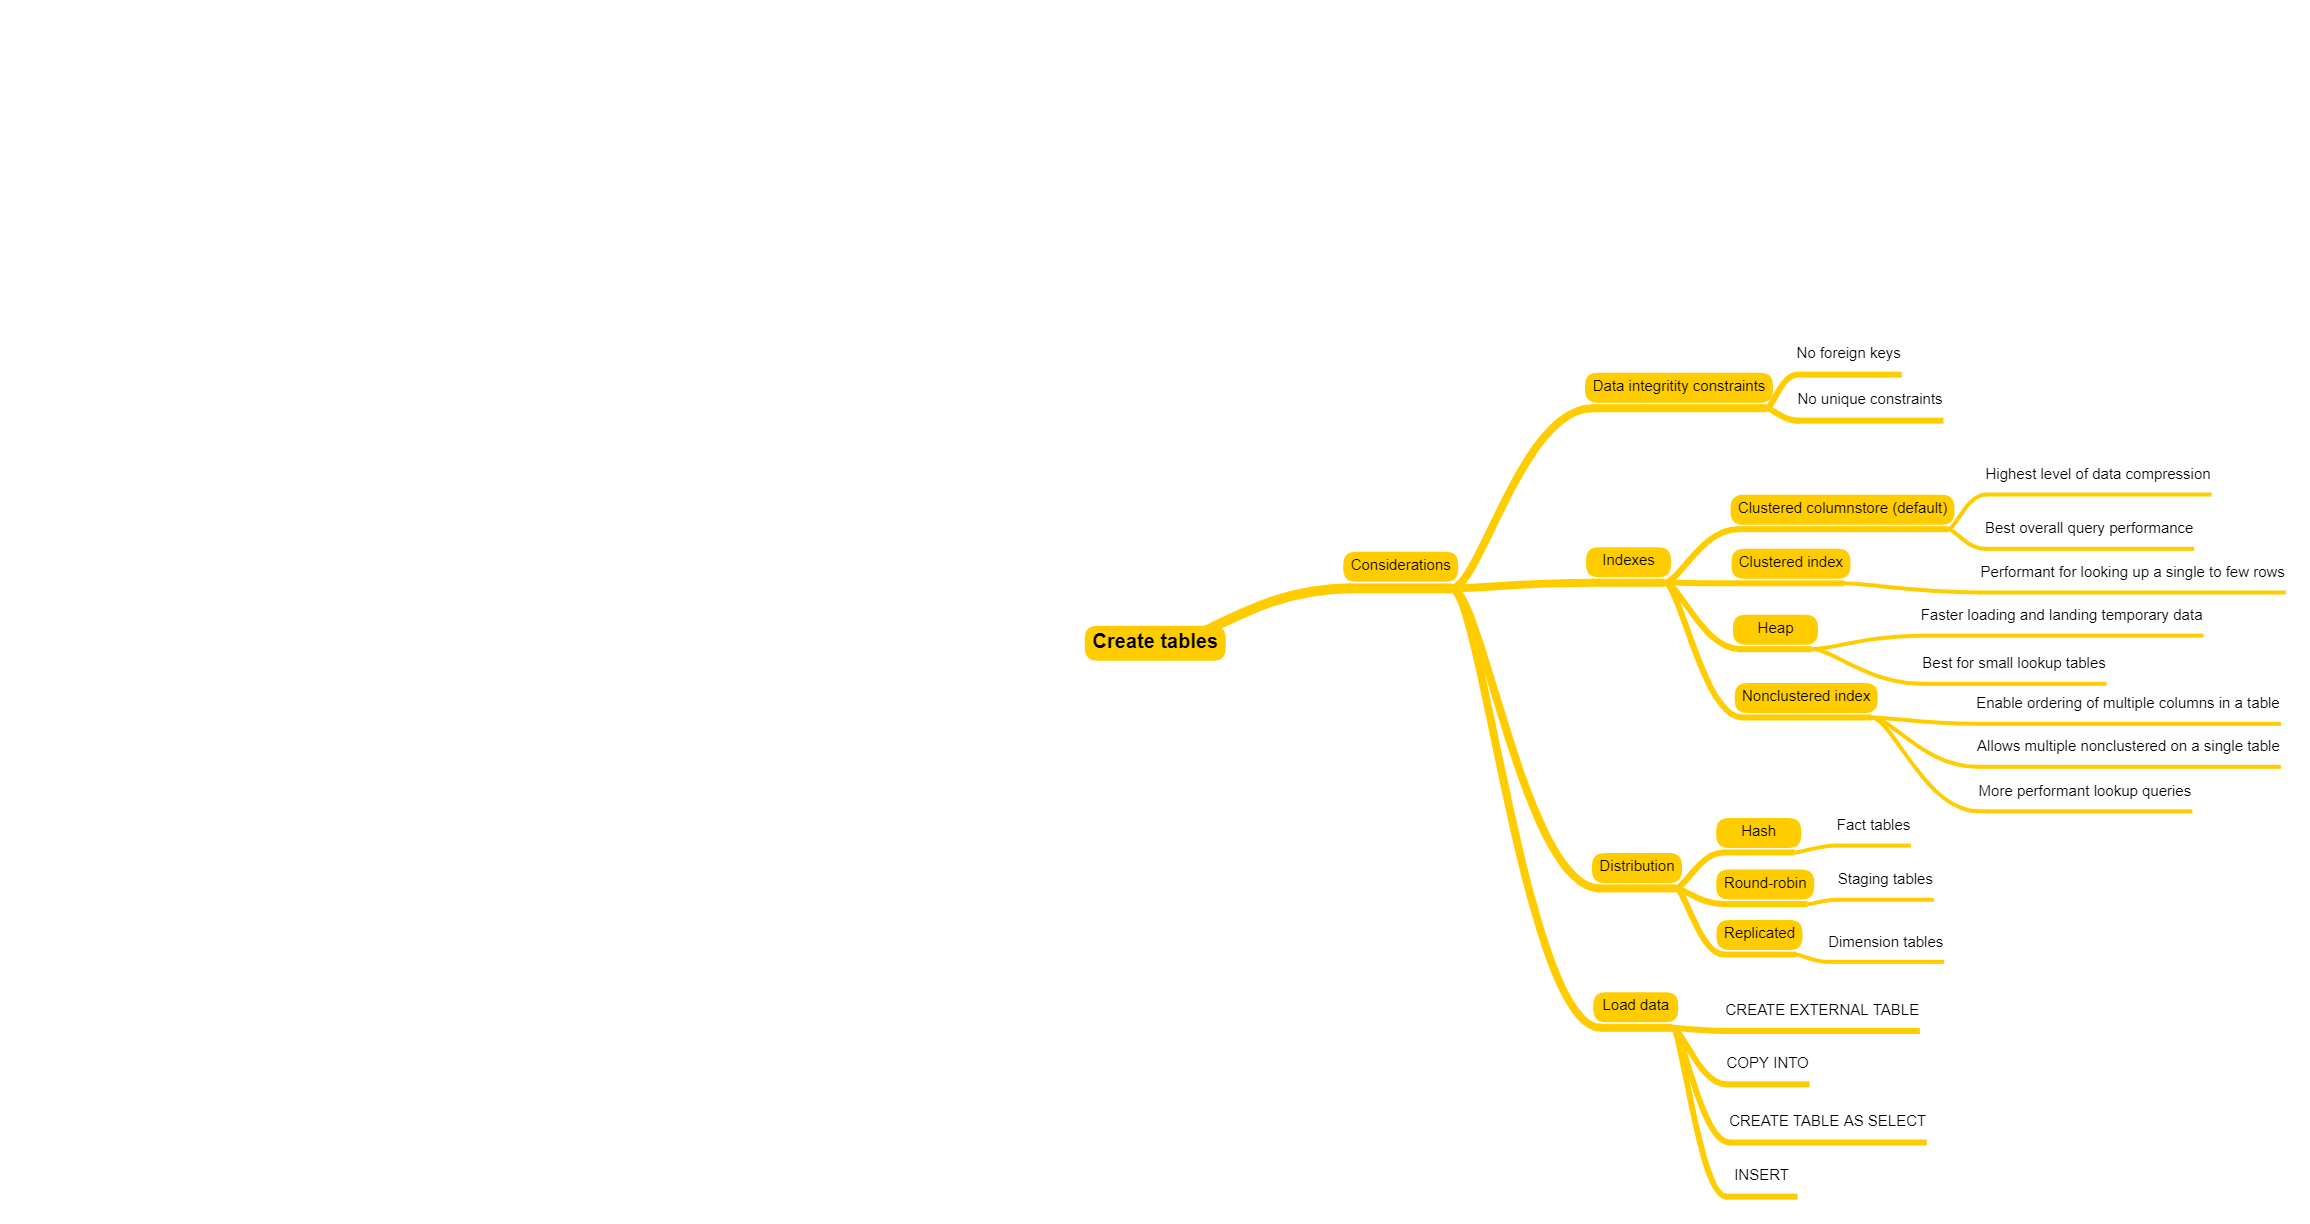 Create tables
Considerations
Data integritity constraints
No foreign keys
No unique constraints
Indexes
Clustered columnstore (default)
Highest level of data compression
Best overall query performance
Clustered index
Performant for looking up a single to few rows
Heap
Faster loading and landing temporary data
Best for small lookup tables
Nonclustered index
Enable ordering of multiple columns in a table
Allows multiple nonclustered on a single table
More performant lookup queries
Distribution
Hash
Fact tables
Round-robin
Staging tables
Replicated
Dimension tables
Load data
CREATE EXTERNAL TABLE
COPY INTO
CREATE TABLE AS SELECT
INSERT